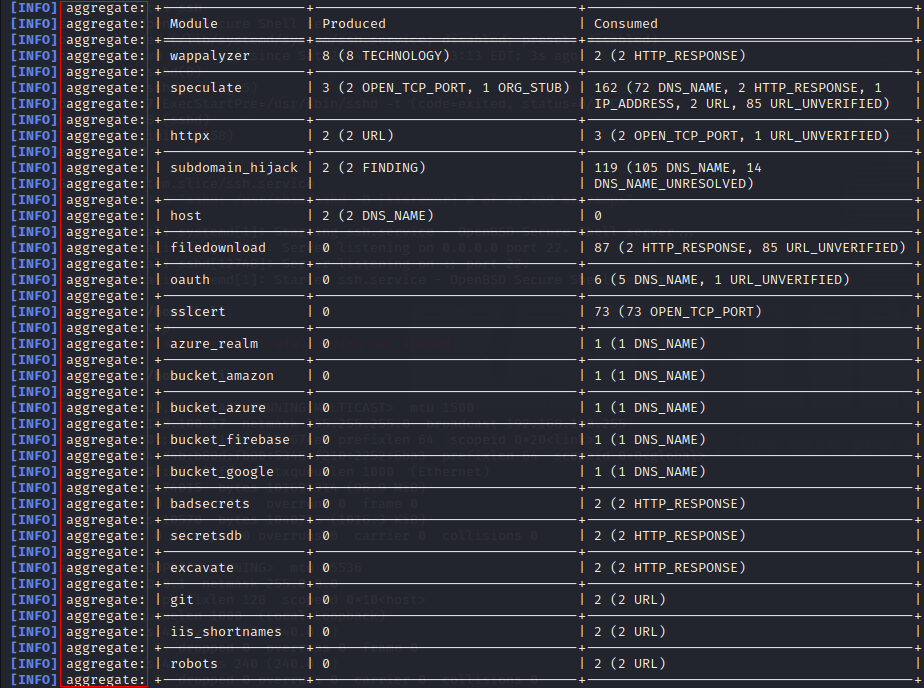 [INFO] aggregate: +------------------+--------------------------------+-----------------------------------------+
[INFO] aggregate: | Module | Produced | Consumed |
[INFO] aggregate: +==================+================================+=========================================+
[INFO] aggregate: | wappalyzer | 8 (8 TECHNOLOGY) | 2 (2 HTTP_RESPONSE) |
[INFO] aggregate: +------------------+--------------------------------+-----------------------------------------+
[INFO] aggregate: | speculate | 3 (2 OPEN_TCP_PORT, 1 ORG_STUB) | 162 (72 DNS_NAME, 2 HTTP_RESPONSE, 1 |
[INFO] aggregate: | | | IP_ADDRESS, 2 URL, 85 URL_UNVERIFIED) |
[INFO] aggregate: +------------------+--------------------------------+-----------------------------------------+
[INFO] aggregate: | httpx | 2 (2 URL) | 3 (2 OPEN_TCP_PORT, 1 URL_UNVERIFIED) |
[INFO] aggregate: +------------------+--------------------------------+-----------------------------------------+
[INFO] aggregate: | subdomain_hijack | 2 (2 FINDING) | 119 (105 DNS_NAME, 14 |
[INFO] aggregate: | | | DNS_NAME_UNRESOLVED) |
[INFO] aggregate: +------------------+--------------------------------+-----------------------------------------+
[INFO] aggregate: | host | 2 (2 DNS_NAME) | 0 |
[INFO] aggregate: +------------------+--------------------------------+-----------------------------------------+
[INFO] aggregate: | filedownload | 0 | 87 (2 HTTP_RESPONSE, 85 URL_UNVERIFIED) |
[INFO] aggregate: +------------------+--------------------------------+-----------------------------------------+
[INFO] aggregate: | oauth | 0 | 6 (5 DNS_NAME, 1 URL_UNVERIFIED) |
[INFO] aggregate: +------------------+--------------------------------+-----------------------------------------+
[INFO] aggregate: | sslcert | 0 | 73 (73 OPEN_TCP_PORT) |
[INFO] aggregate: +------------------+--------------------------------+-----------------------------------------+
[INFO] aggregate: | azure_realm | 0 | 1 (1 DNS_NAME) |
[INFO] aggregate: +------------------+--------------------------------+-----------------------------------------+
[INFO] aggregate: | bucket_amazon | 0 | 1 (1 DNS_NAME) |
[INFO] aggregate: +------------------+--------------------------------+-----------------------------------------+
[INFO] aggregate: | bucket_azure | 0 | 1 (1 DNS_NAME) |
[INFO] aggregate: +------------------+--------------------------------+-----------------------------------------+
[INFO] aggregate: | bucket_firebase | 0 | 1 (1 DNS_NAME) |
[INFO] aggregate: +------------------+--------------------------------+-----------------------------------------+
[INFO] aggregate: | bucket_google | 0 | 1 (1 DNS_NAME) |
[INFO] aggregate: +------------------+--------------------------------+-----------------------------------------+
[INFO] aggregate: | badsecrets | 0 | 2 (2 HTTP_RESPONSE) |
[INFO] aggregate: +------------------+--------------------------------+-----------------------------------------+
[INFO] aggregate: | secretsdb | 0 | 2 (2 HTTP_RESPONSE) |
[INFO] aggregate: +------------------+--------------------------------+-----------------------------------------+
[INFO] aggregate: | excavate | 0 | 2 (2 HTTP_RESPONSE) |
[INFO] aggregate: +------------------+--------------------------------+-----------------------------------------+
[INFO] aggregate: | git | 0 | 2 (2 URL) |
[INFO] aggregate: +------------------+--------------------------------+-----------------------------------------+
[INFO] aggregate: | iis_shortnames | 0 | 2 (2 URL) |
[INFO] aggregate: +------------------+--------------------------------+-----------------------------------------+
[INFO] aggregate: | robots | 0 | 2 (2 URL) |
[INFO] aggregate: +------------------+--------------------------------+-----------------------------------------+